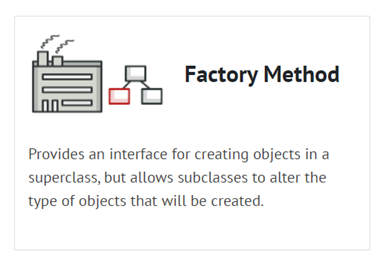 Factory Method
Provides an interface for creating objects in a
superclass, but allows subclasses to alter the
type of objects that will be created.